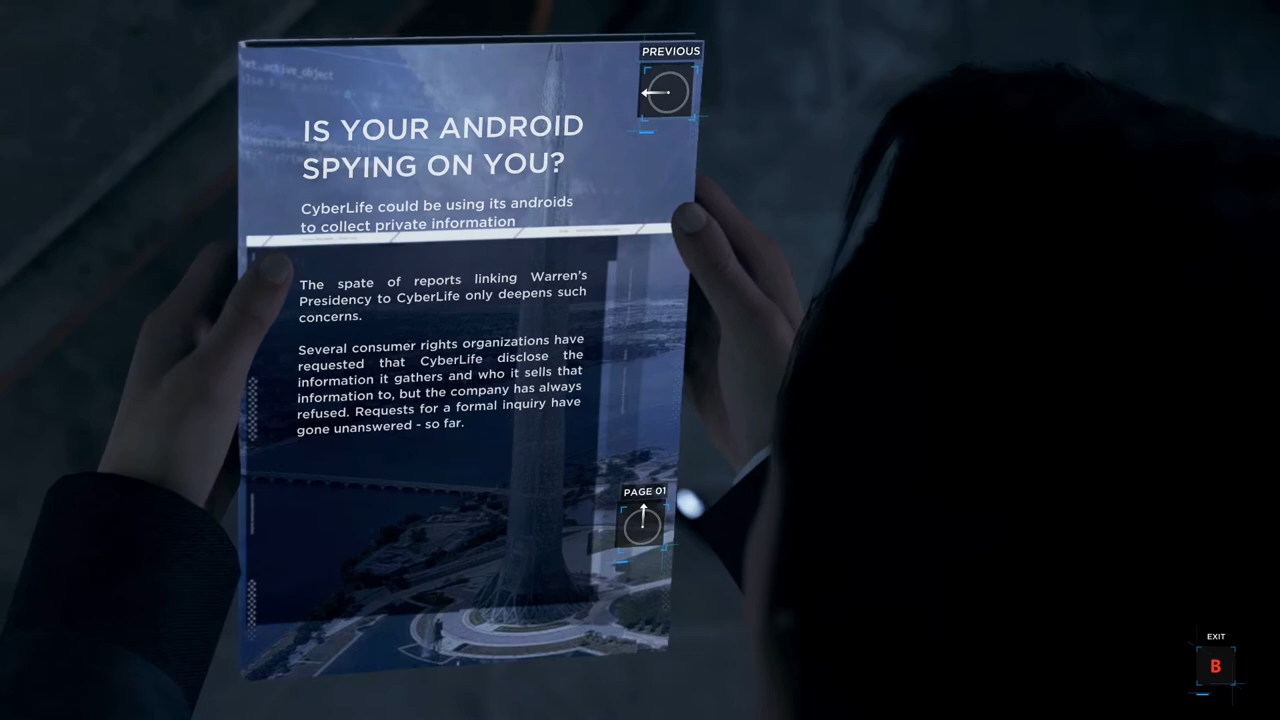 PREVIOUS
xt.active_object
IS YOUR ANDROID
SPYING ON YOU?
CyberLife could be using its androids
to collect private information
The spate of reports linking Warren's
Presidency to CyberLife only deepens such
concerns.
Several consumer rights organizations have
requested that CyberLife disclose the
information it gathers and who it sells that
information to, but the company has always
refused. Requests for a formal inquiry have
gone unanswered - so far.
PAGE 01
EXIT
B